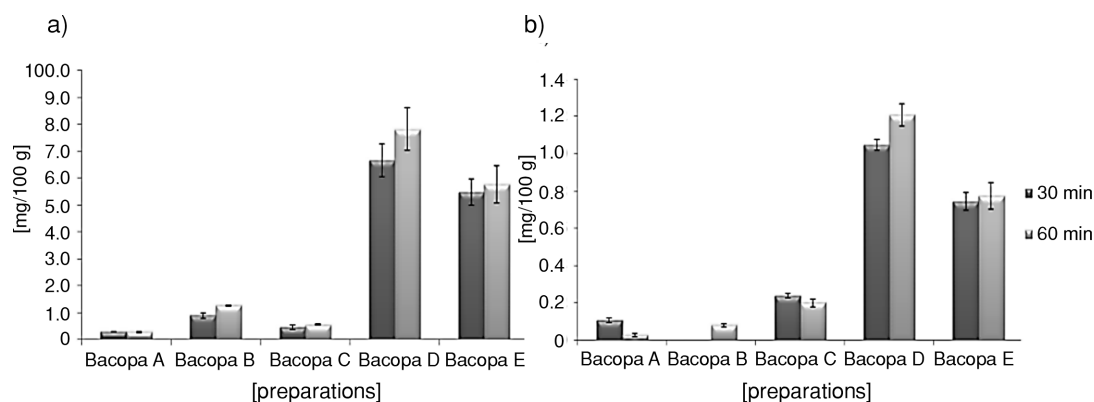 a)
[mg/100 g]
100.0
9.0
8.0
7.0
6.0
5.0
4.0
3.0
2.0
1.0
0
Bacopa A Bacopa B Bacopa C Bacopa D Bacopa E
[preparations]
b)
[mg/100 g]
1.4
1.2
1.0
0.8
0.6
0.4
0.2
0
Bacopa A Bacopa B Bacopa C Bacopa D Bacopa E
[preparations]
30 min
60 min